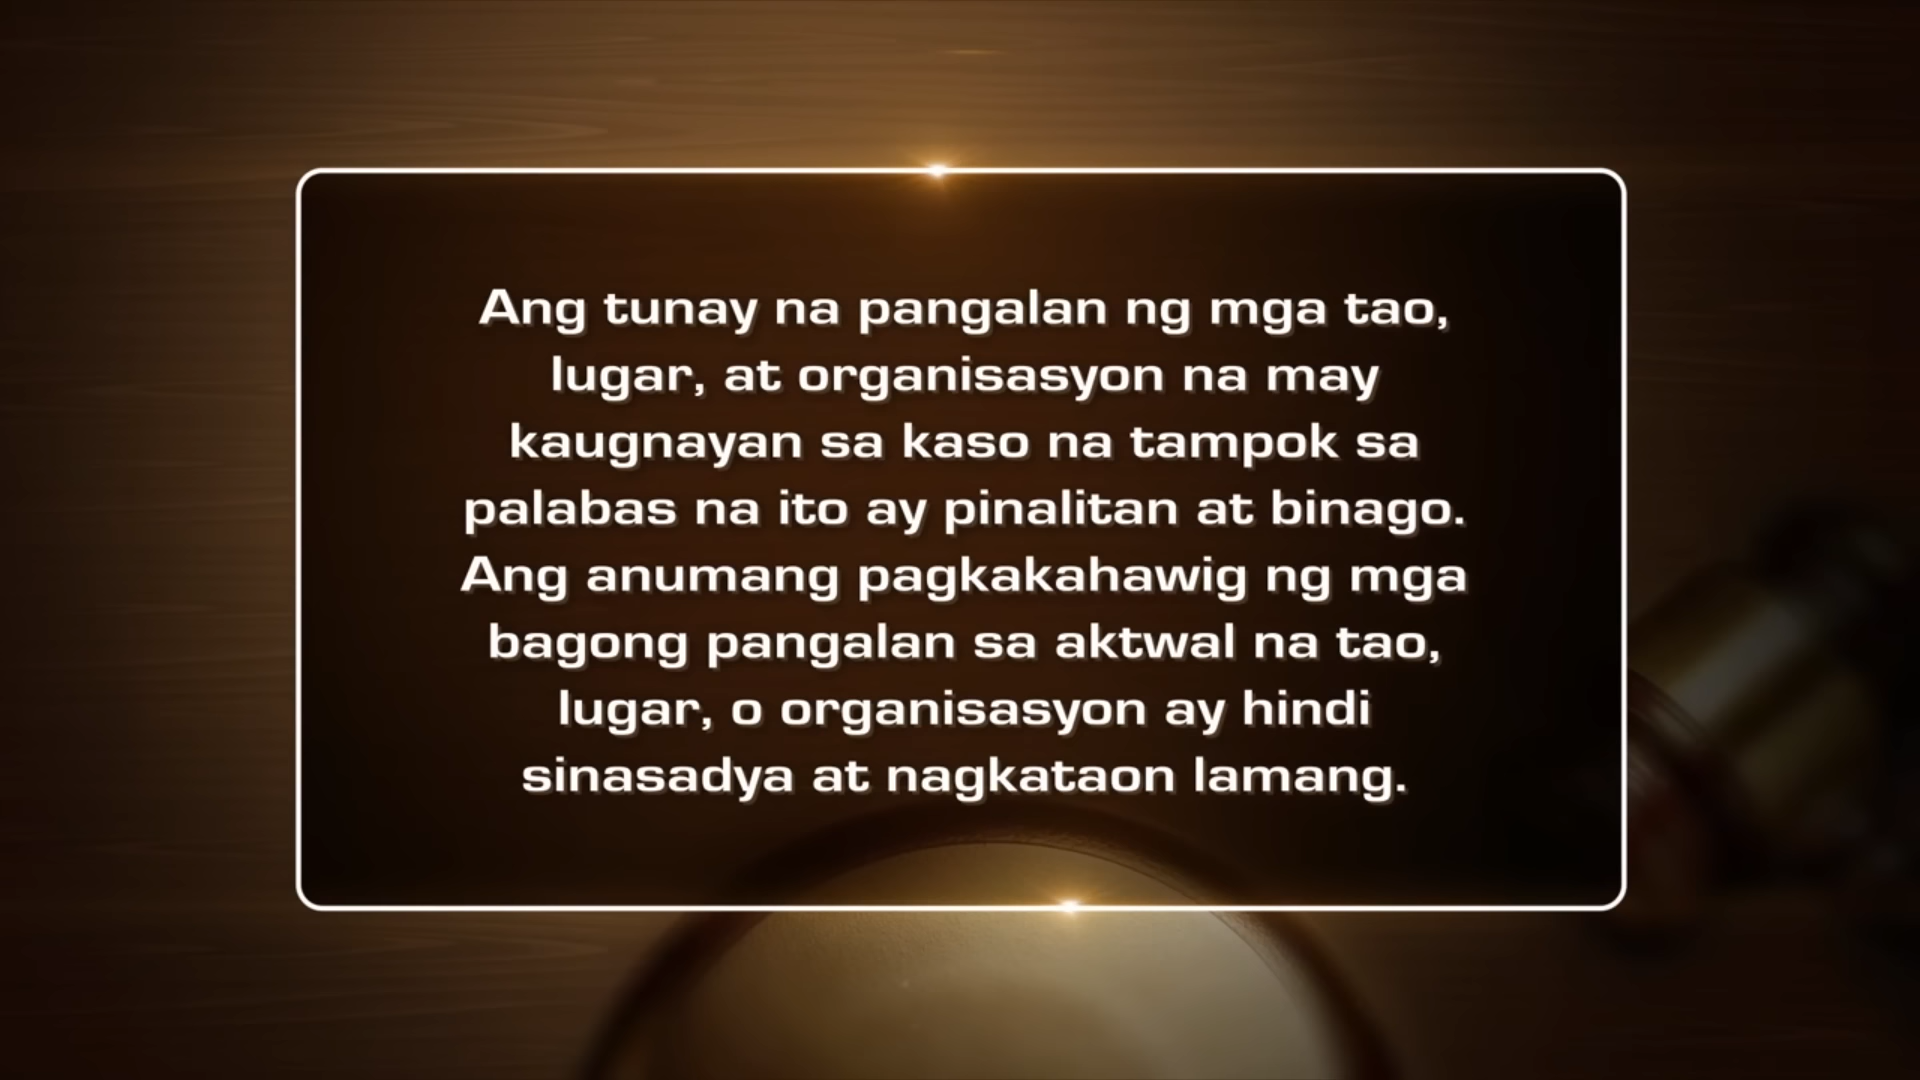 Ang tunay na pangalan ng mga tao,
lugar, at organisasyon na may
kaugnayan sa kaso na tampok sa
palabas na ito ay pinalitan at binago.
Ang anumang pagkakahawig ng mga
bagong pangalan sa aktwal na tao,
lugar, o organisasyon ay hindi
sinasadya at nagkataon lamang.